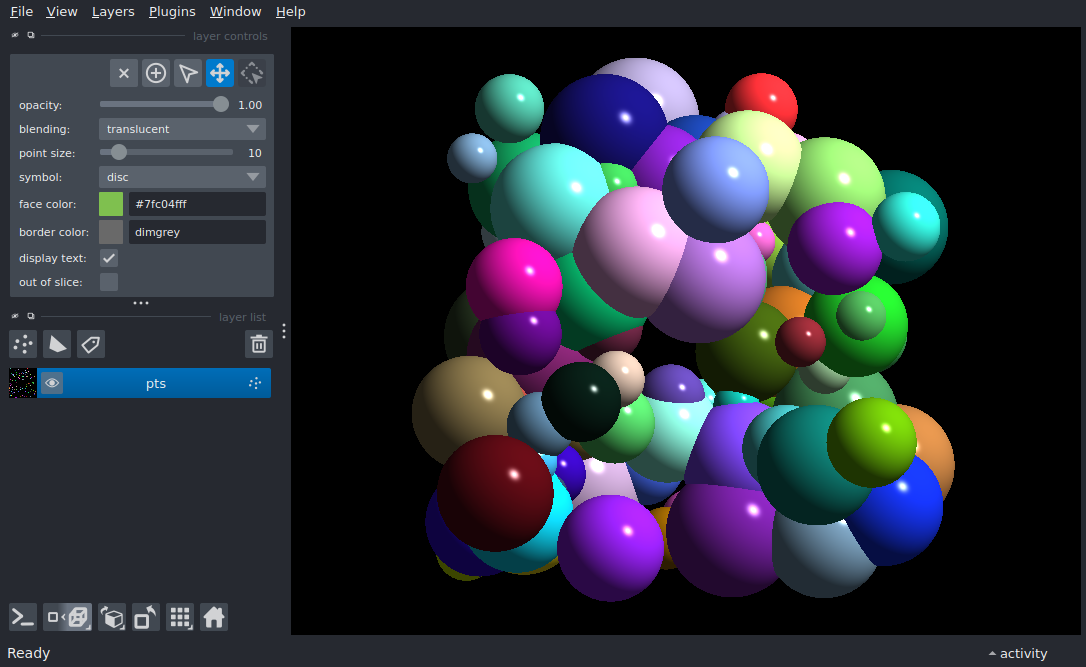 File View Layers Plugins Window Help
layer controls
opacity: 1.00
blending: translucent
point size: 10
symbol: disc
face color: #7fc04fff
border color: dimgrey
display text:
out of slice:
layer list
pts
Ready
activity